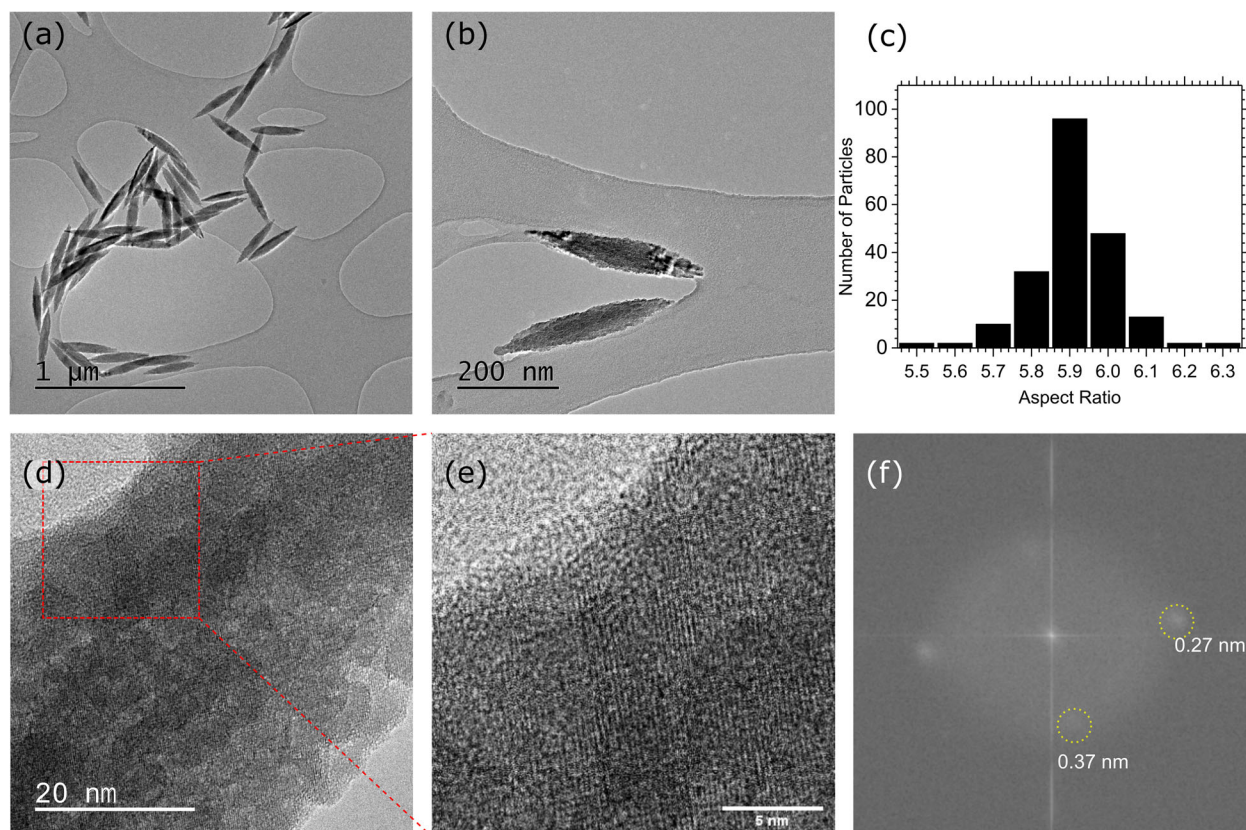 (a)
1 µm
(b)
200 nm
(c)
Number of Particles
100
80
60
40
20
0
5.5 5.6 5.7 5.8 5.9 6.0 6.1 6.2 6.3
Aspect Ratio
(d)
20 nm
(e)
5 nm
(f)
0.27 nm
0.37 nm